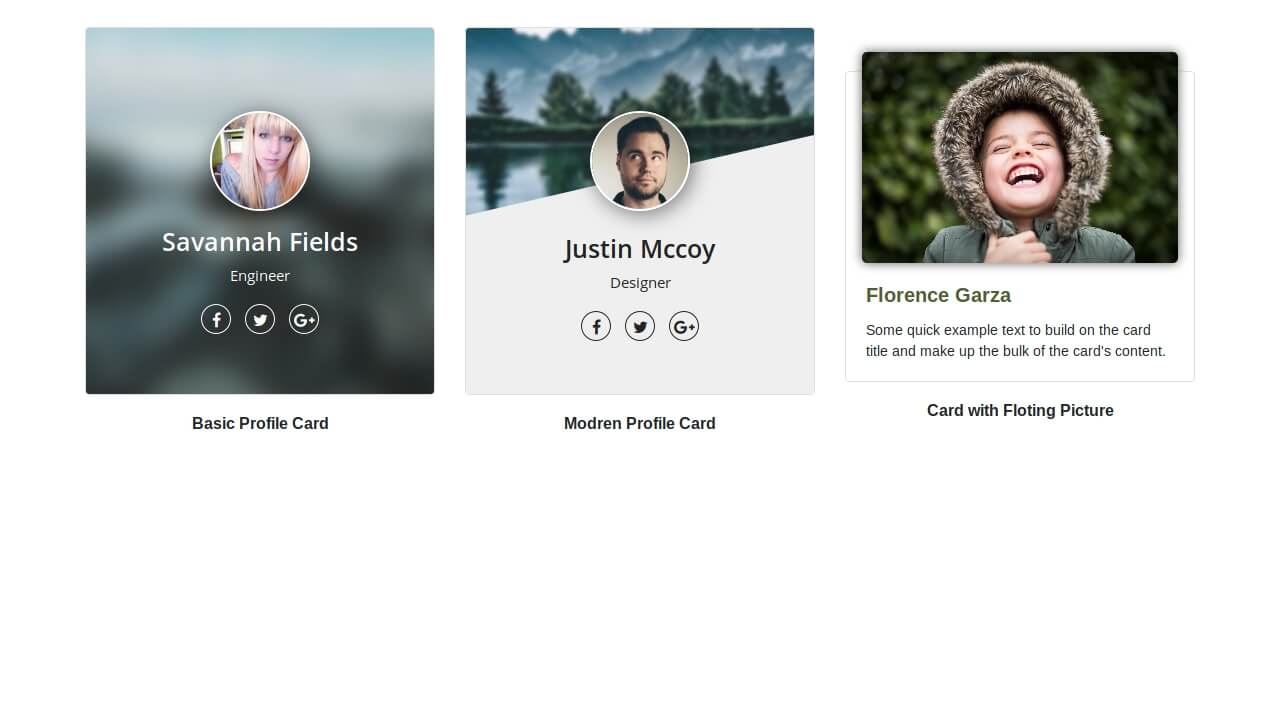 Savannah Fields
Engineer
Basic Profile Card
Justin Mccoy
Designer
Modren Profile Card
Florence Garza
Some quick example text to build on the card
title and make up the bulk of the card's content.
Card with Floting Picture